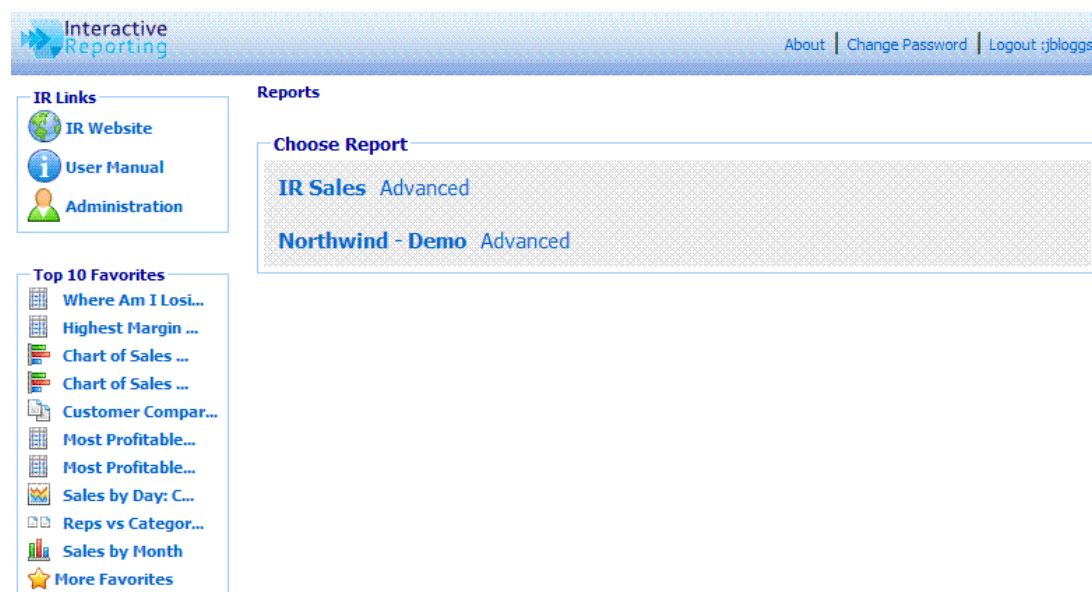 Interactive
Reporting
About | Change Password | Logout :jbloggs
IR Links
IR Website
User Manual
Administration
Top 10 Favorites
Where Am I Losi...
Highest Margin ...
Chart of Sales ...
Chart of Sales ...
Customer Compar...
Most Profitable...
Most Profitable...
Sales by Day: C...
Reps vs Categor...
Sales by Month
More Favorites
Reports
Choose Report
IR Sales Advanced
Northwind - Demo Advanced